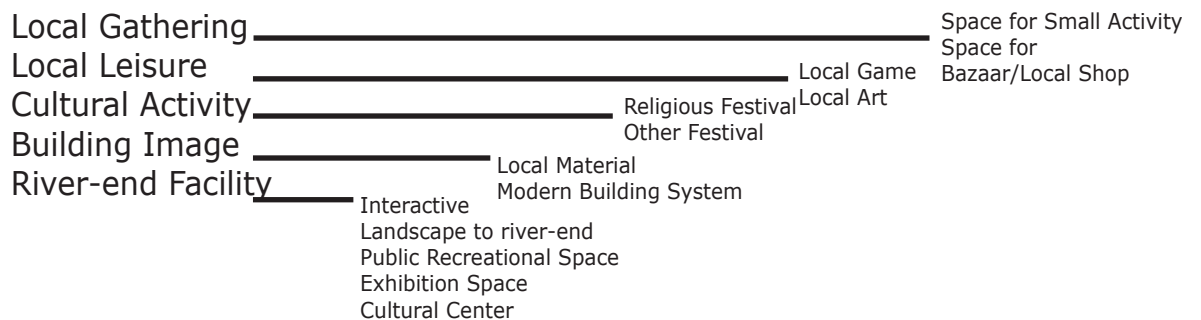 Local Gathering
Space for Small Activity
Space for
Bazaar/Local Shop
Local Leisure
Local Game
Local Art
Cultural Activity
Religious Festival
Other Festival
Building Image
Local Material
Modern Building System
River-end Facility
Interactive
Landscape to river-end
Public Recreational Space
Exhibition Space
Cultural Center